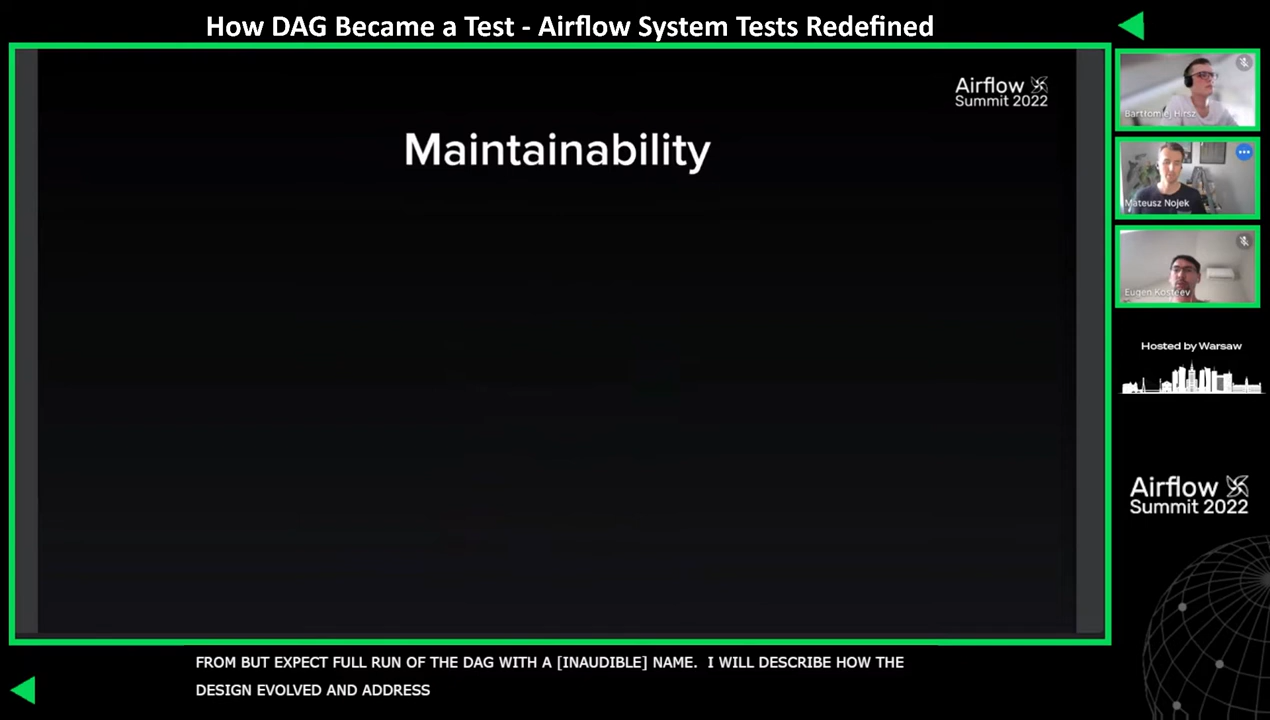 How DAG Became a Test - Airflow System Tests Redefined
Airflow
Summit 2022
Maintainability
Bartłomiej Hirsz
Mateusz Nojek
Eugen Kosteev
Hosted by Warsaw
Airflow
Summit 2022
FROM BUT EXPECT FULL RUN OF THE DAG WITH A [INAUDIBLE] NAME.  I WILL DESCRIBE HOW THE
DESIGN EVOLVED AND ADDRESS